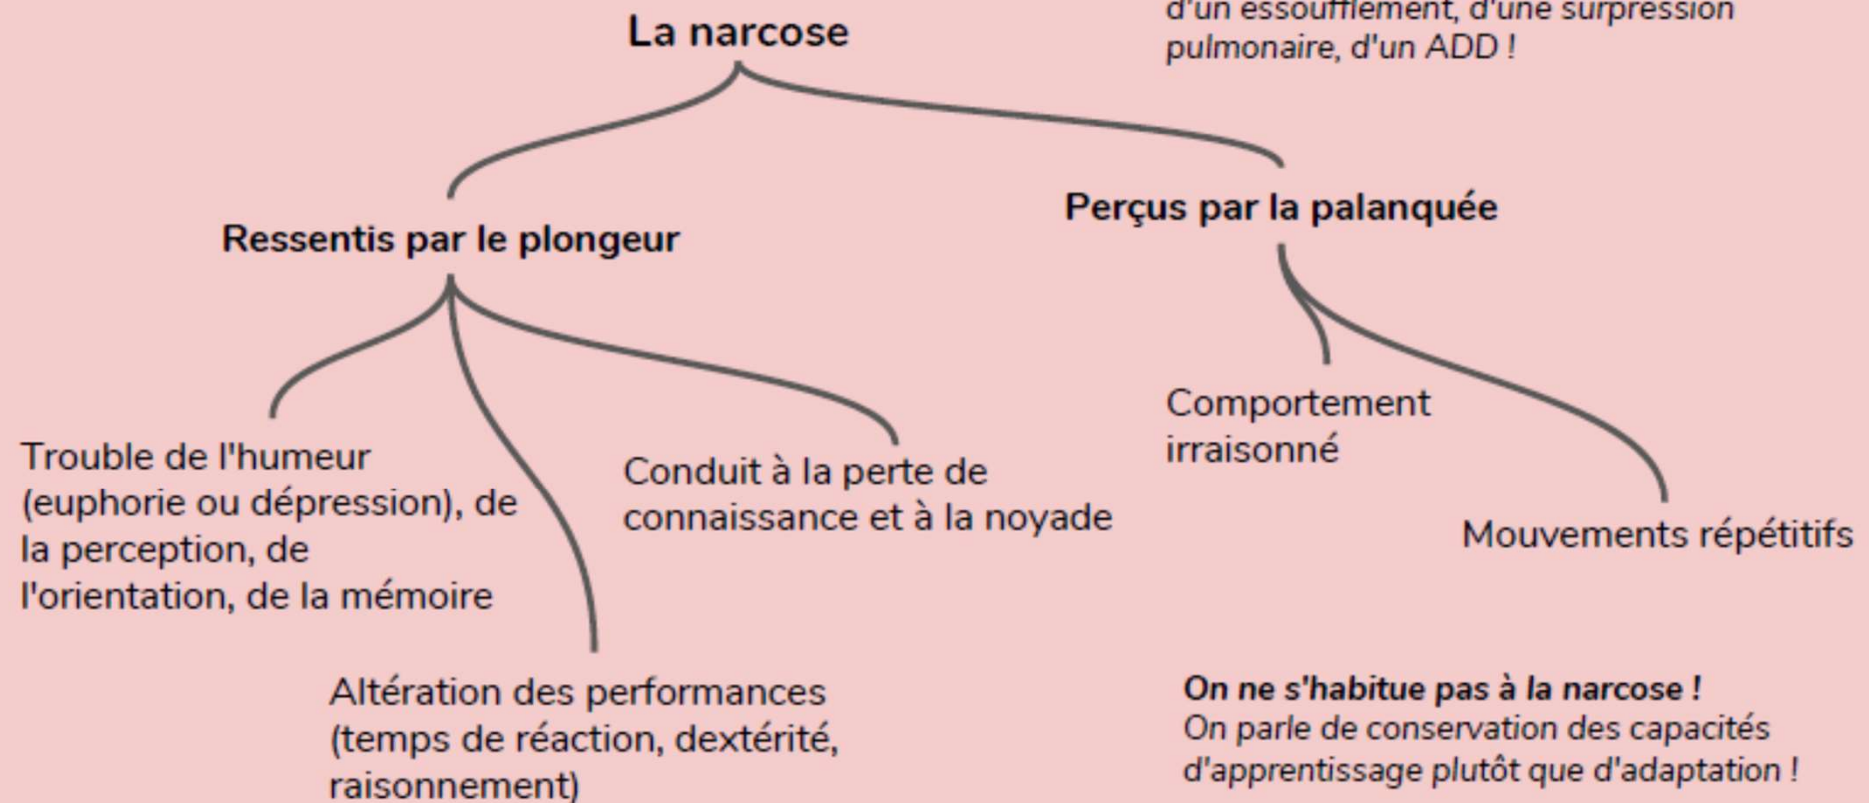 d'un essoufflement, d'une surpression
pulmonaire, d'un ADD !
La narcose
Perçus par la palanquée
Ressentis par le plongeur
Comportement
irraisonné
Trouble de l'humeur
(euphorie ou dépression), de
la perception, de
l'orientation, de la mémoire
Conduit à la perte de
connaissance et à la noyade
Mouvements répétitifs
Altération des performances
(temps de réaction, dextérité,
raisonnement)
On ne s'habitue pas à la narcose !
On parle de conservation des capacités
d'apprentissage plutôt que d'adaptation !